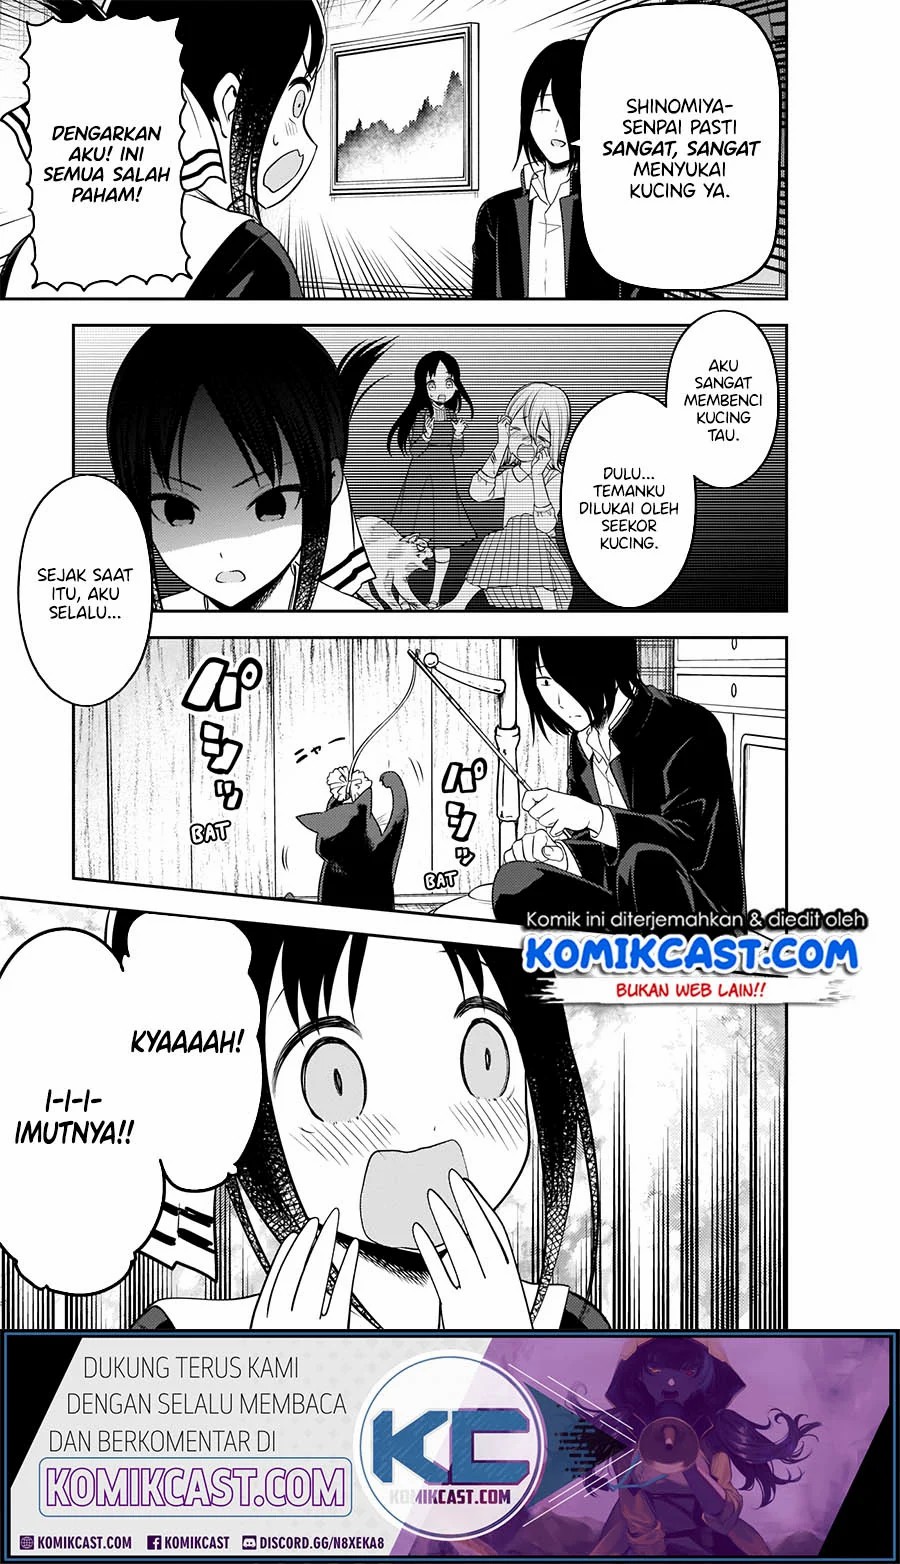 SHINOMIYA-
SENPAI PASTI
SANGAT, SANGAT
MENYUKAI
KUCING YA.
DENGARKAN
AKU! INI
SEMUA SALAH
PAHAM!
AKU
SANGAT
MEMBENCI
KUCING
TAU.
DULU...
TEMANKU
DILUKAI OLEH
SEEKOR
KUCING.
SEJAK SAAT
ITU, AKU
SELALU...
パシッ
BAT
ニャー
パシッ
BAT
Komik ini diterjemahkan & diedit oleh
KOMIKCAST.COM
BUKAN WEB LAIN!!
KYAAAAH!
I-I-I-
IMUTNYA!!
DUKUNG TERUS KAMI
DENGAN SELALU MEMBACA
DAN BERKOMENTAR DI
KOMIKCAST.COM
KC
KOMIKCAST.COM
KOMIKCAST.COM
KOMIKCAST
DISCORD.GG/N8XEKA8